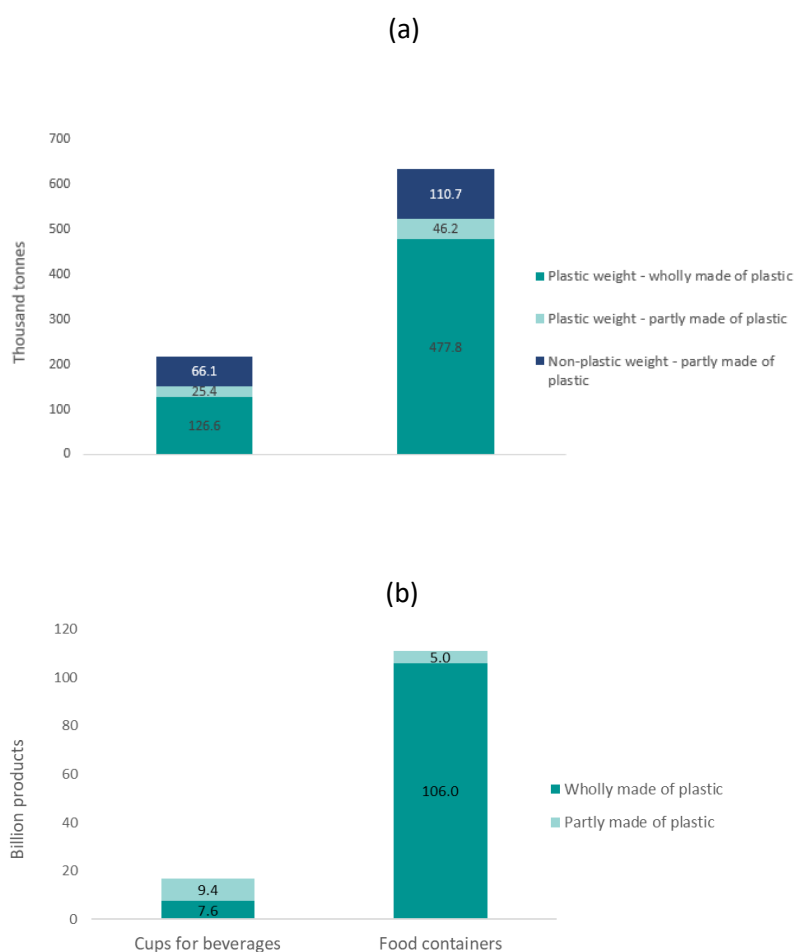 (a)
700
600
500
400
300
200
100
0
Thousand tonnes
66.1
25.4
126.6
110.7
46.2
477.8
Plastic weight - wholly made of plastic
Plastic weight - partly made of plastic
Non-plastic weight - partly made of
plastic
(b)
120
100
80
60
40
20
0
Billion products
9.4
7.6
5.0
106.0
Wholly made of plastic
Partly made of plastic
Cups for beverages
Food containers